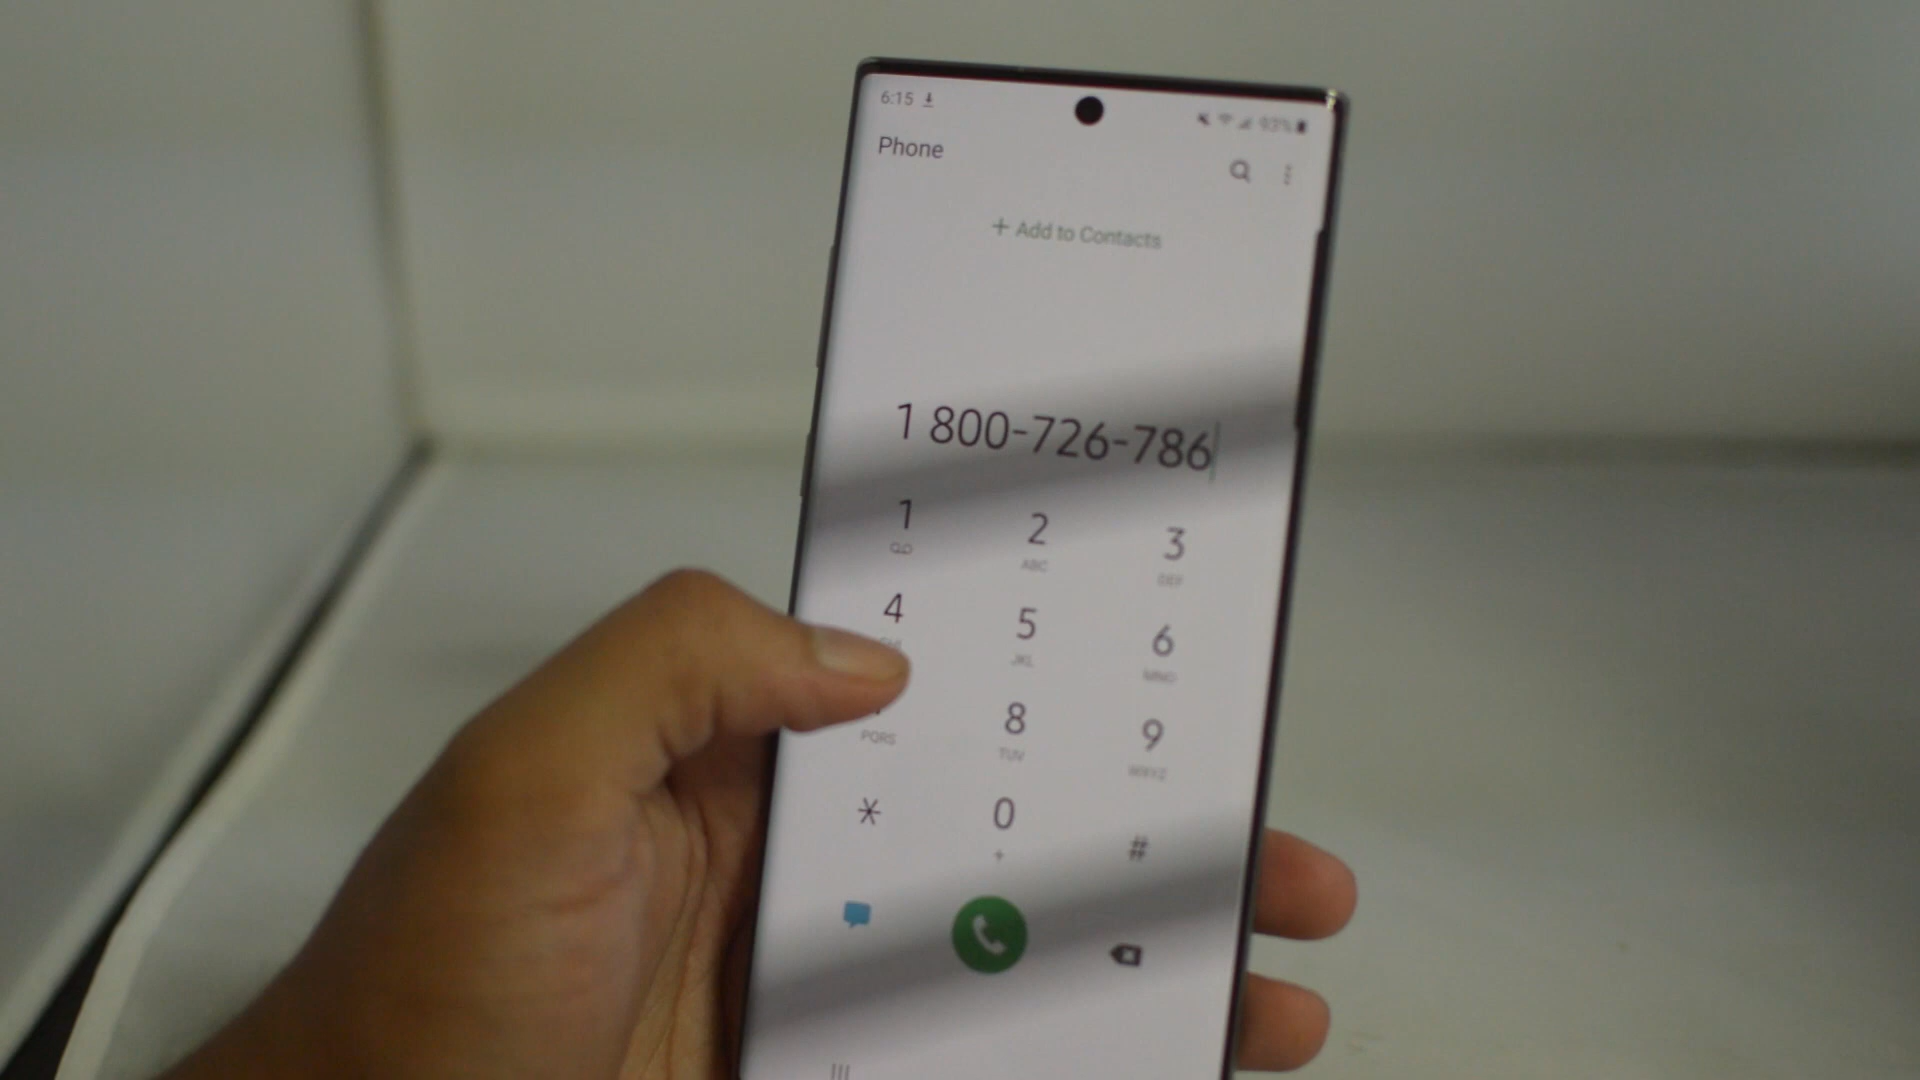 6:15 93%
Phone
+ Add to Contacts
1 800-726-786
1 2 3
ABC DEF
4 5 6
JKL MNO
8 9
PQRS TUV WXYZ
* 0 #
+